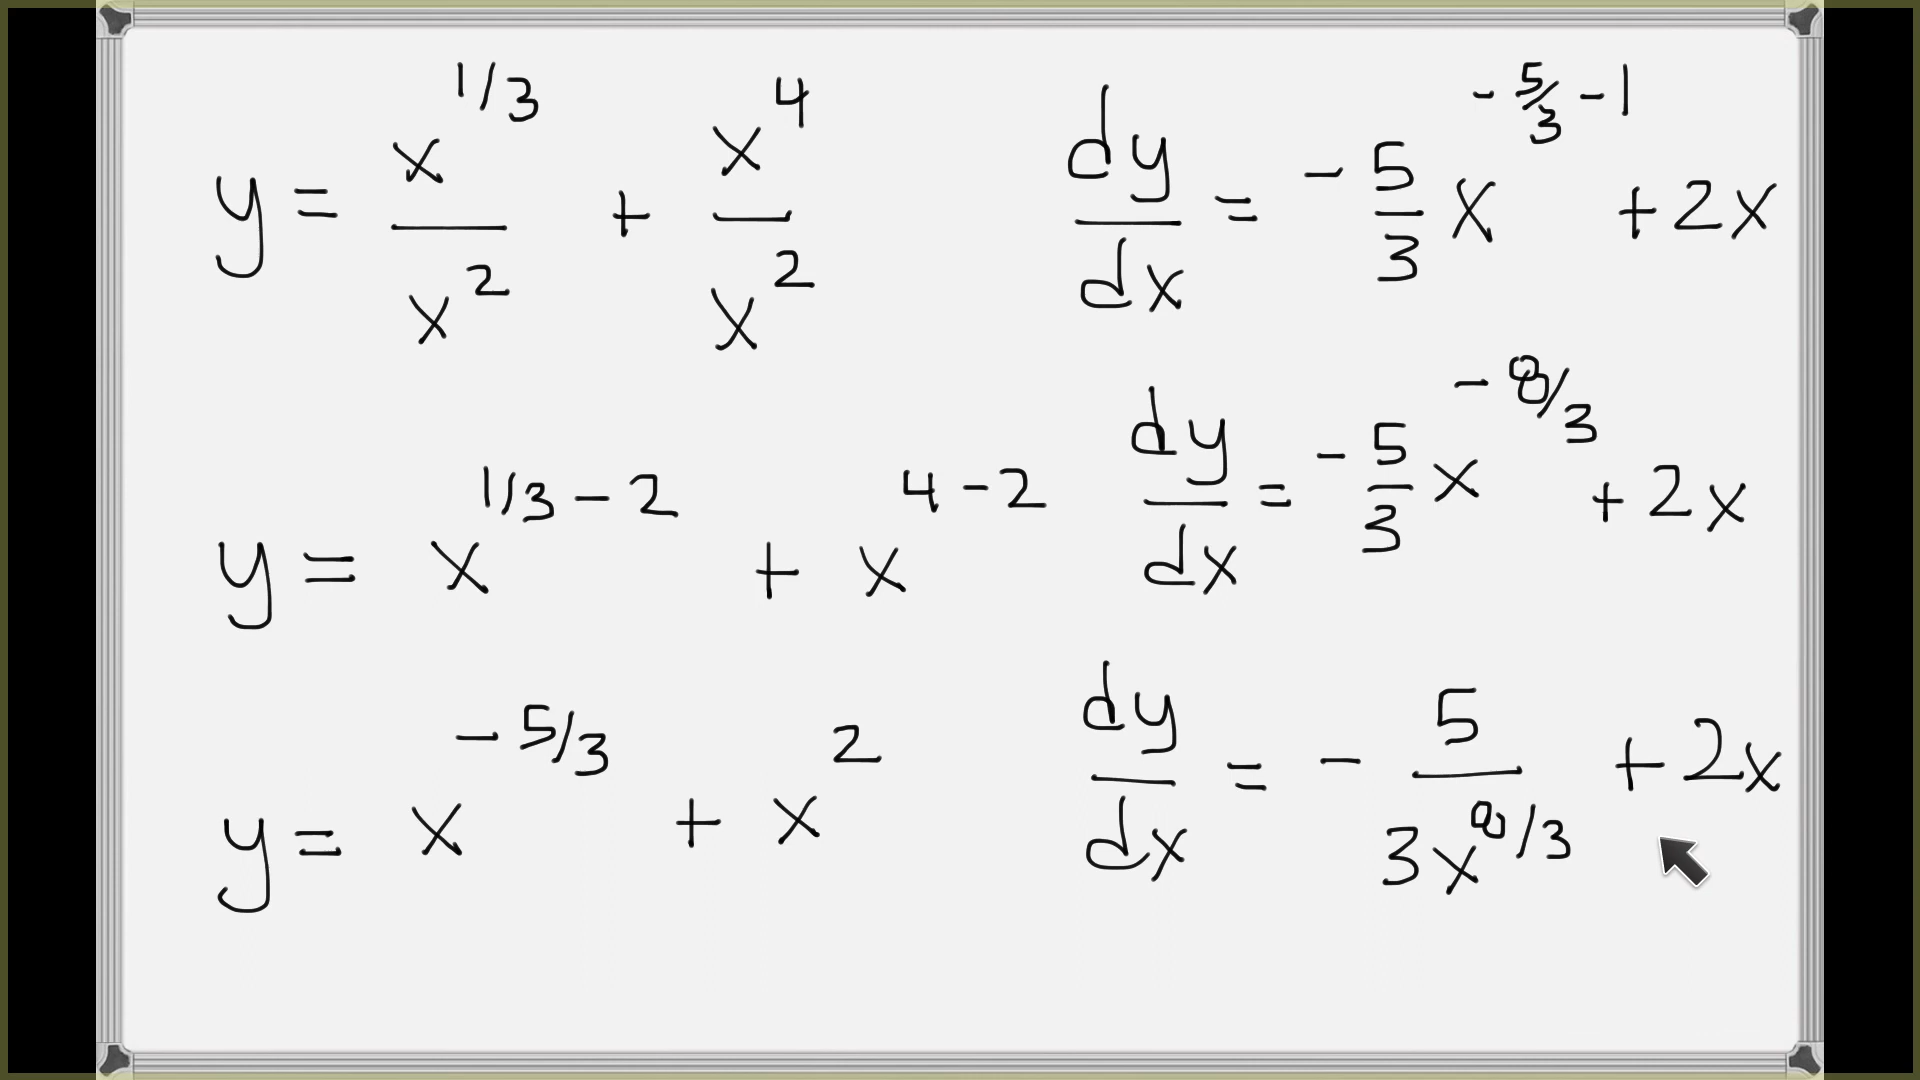 y = x^{1/3} / x^2 + x^4 / x^2
y = x^{1/3 - 2} + x^{4 - 2}
y = x^{-5/3} + x^2
dy/dx = - 5/3 x^{-5/3 - 1} + 2x
dy/dx = - 5/3 x^{-8/3} + 2x
dy/dx = - 5 / 3x^{8/3} + 2x